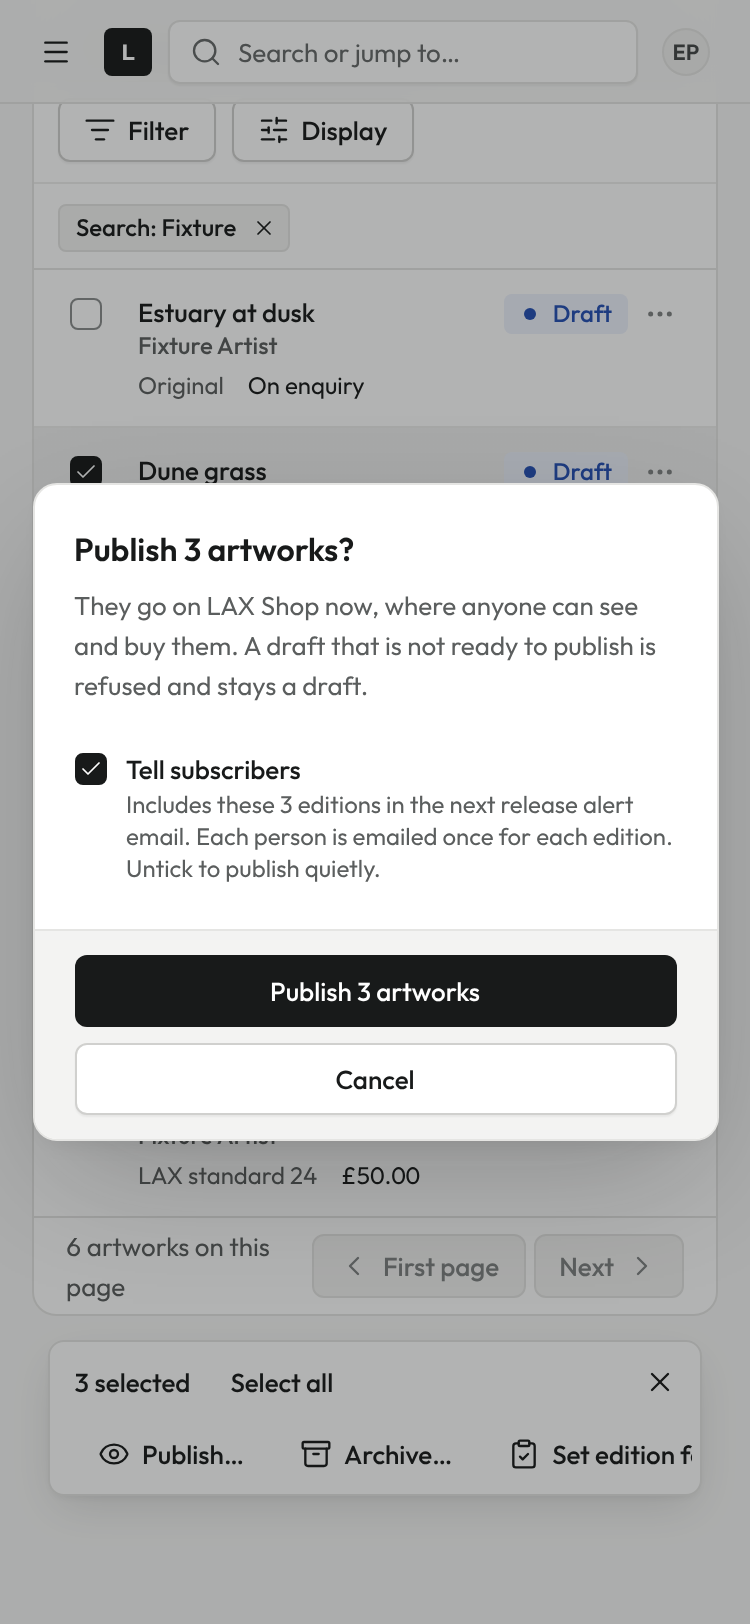 L
Search or jump to…
EP
Filter
Display
Search: Fixture
Estuary at dusk
Draft
Fixture Artist
Original On enquiry
Dune grass
Draft
Publish 3 artworks?
They go on LAX Shop now, where anyone can see
and buy them. A draft that is not ready to publish is
refused and stays a draft.
Tell subscribers
Includes these 3 editions in the next release alert
email. Each person is emailed once for each edition.
Untick to publish quietly.
Publish 3 artworks
Cancel
LAX standard 24 £50.00
6 artworks on this
page
First page
Next
3 selected Select all
Publish…
Archive…
Set edition